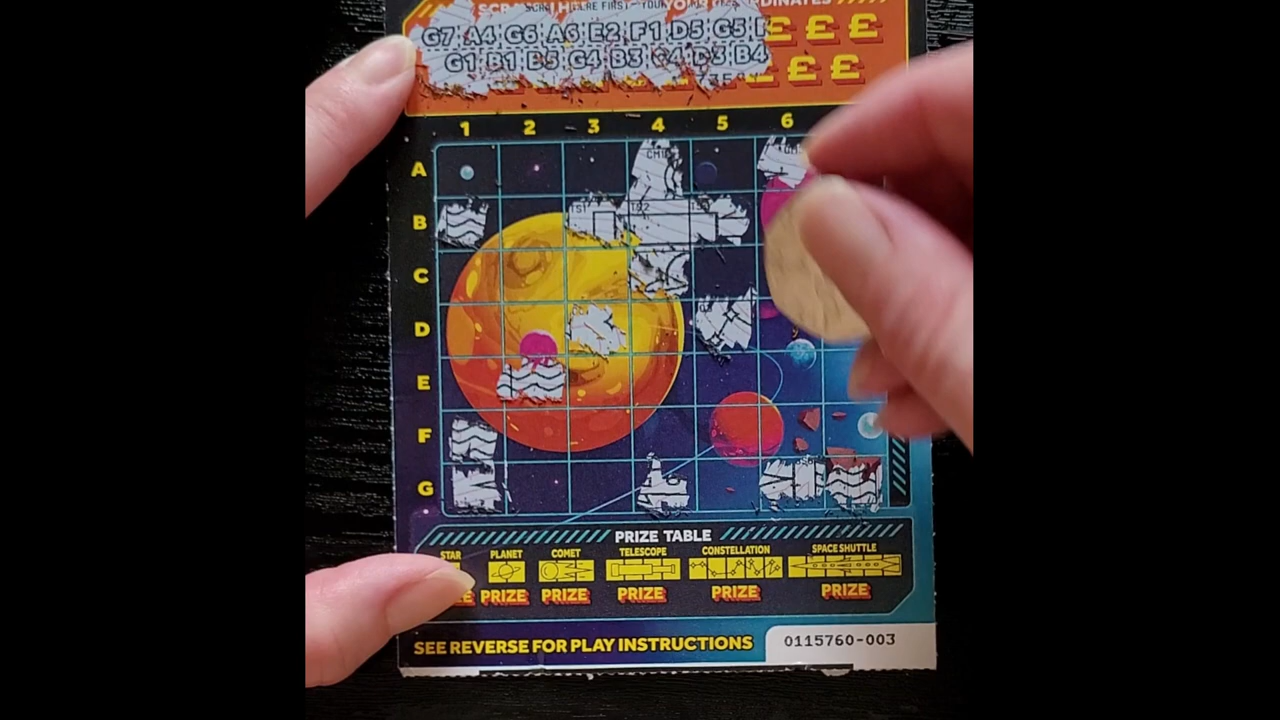 G7 A4 G6 A6 E2 F1 D5 G5
£ £ £
G1 B1 B5 G4 B3 C4 D3 B4
£ £
1 2 3 4 5 6
A
B
C
D
E
F
G
PRIZE TABLE
STAR PLANET COMET TELESCOPE CONSTELLATION SPACE SHUTTLE
PRIZE PRIZE PRIZE PRIZE PRIZE
SEE REVERSE FOR PLAY INSTRUCTIONS 0115760-003